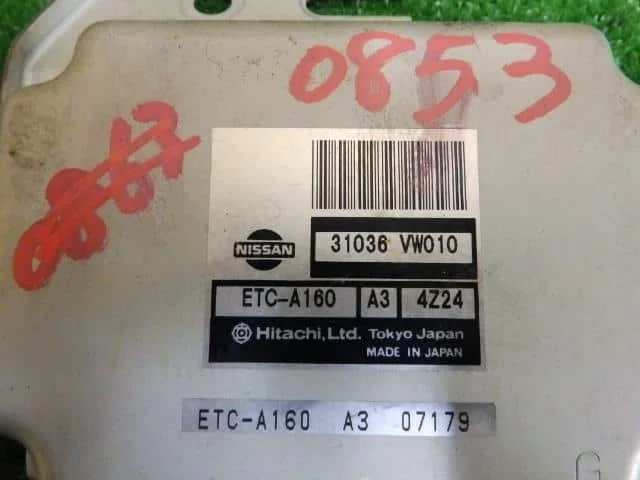 0853
NISSAN
31036 VW010
ETC-A160 A3 4Z24
Hitachi, Ltd. Tokyo Japan
MADE IN JAPAN
ETC-A160 A3 07179
G